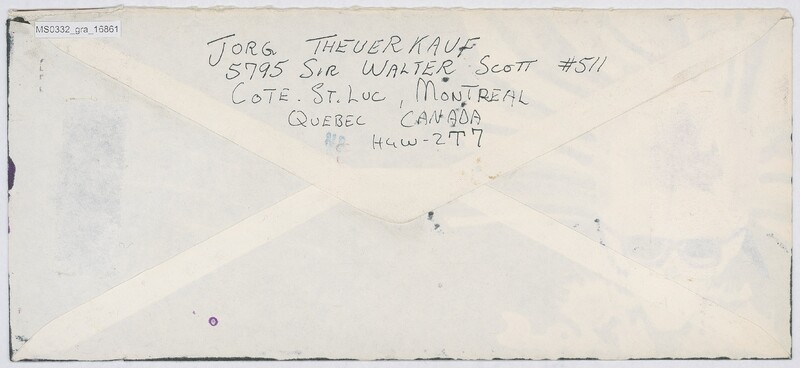 MS0332_gra_16861
JORG THEUERKAUF
5795 SIR WALTER SCOTT #511
COTE. ST. LUC, MONTREAL
QUEBEC CANADA
H4W-2T7